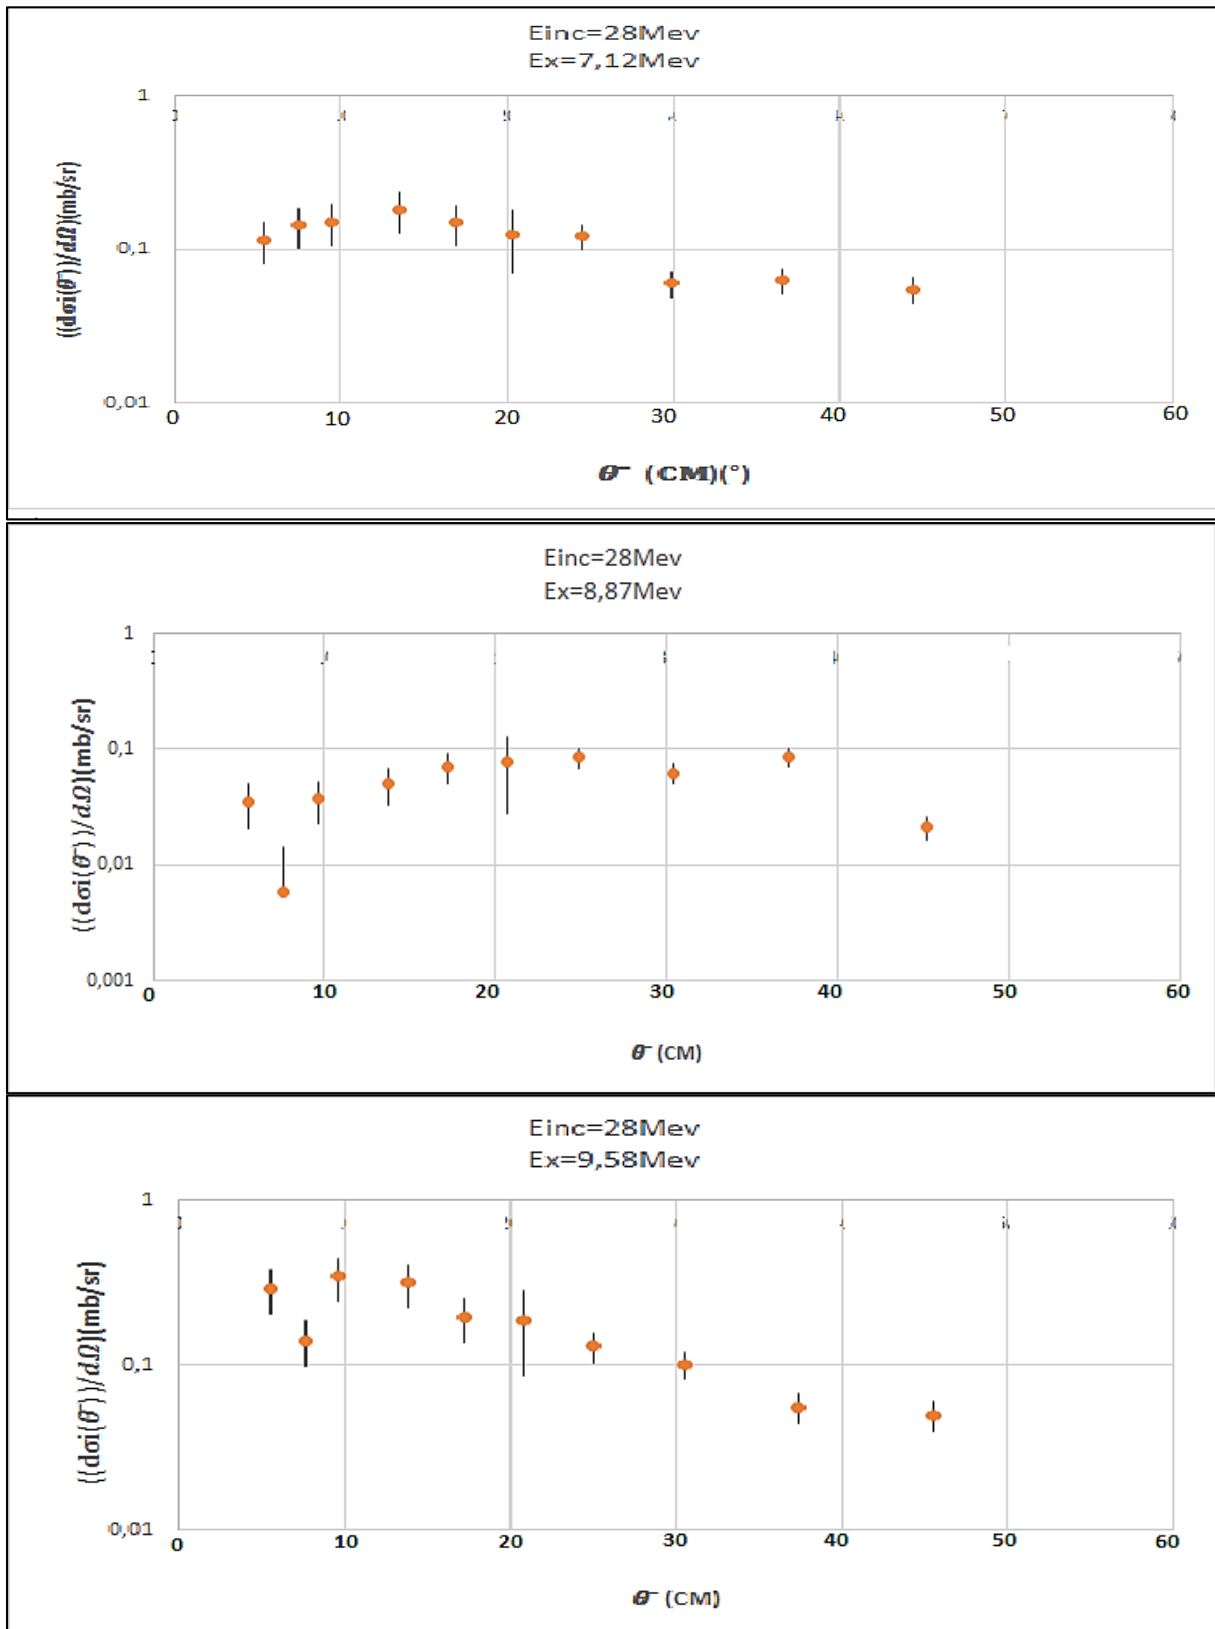 Einc=28Mev
Ex=7,12Mev
1
0,1
0,01
((dσi(θ‾))/dΩ)(mb/sr)
0 10 20 30 40 50 60
θ‾ (CM)(°)
Einc=28Mev
Ex=8,87Mev
1
0,1
0,01
0,001
((dσi(θ‾))/dΩ)(mb/sr)
0 10 20 30 40 50 60
θ‾ (CM)
Einc=28Mev
Ex=9,58Mev
1
0,1
0,01
((dσi(θ‾))/dΩ)(mb/sr)
0 10 20 30 40 50 60
θ‾ (CM)